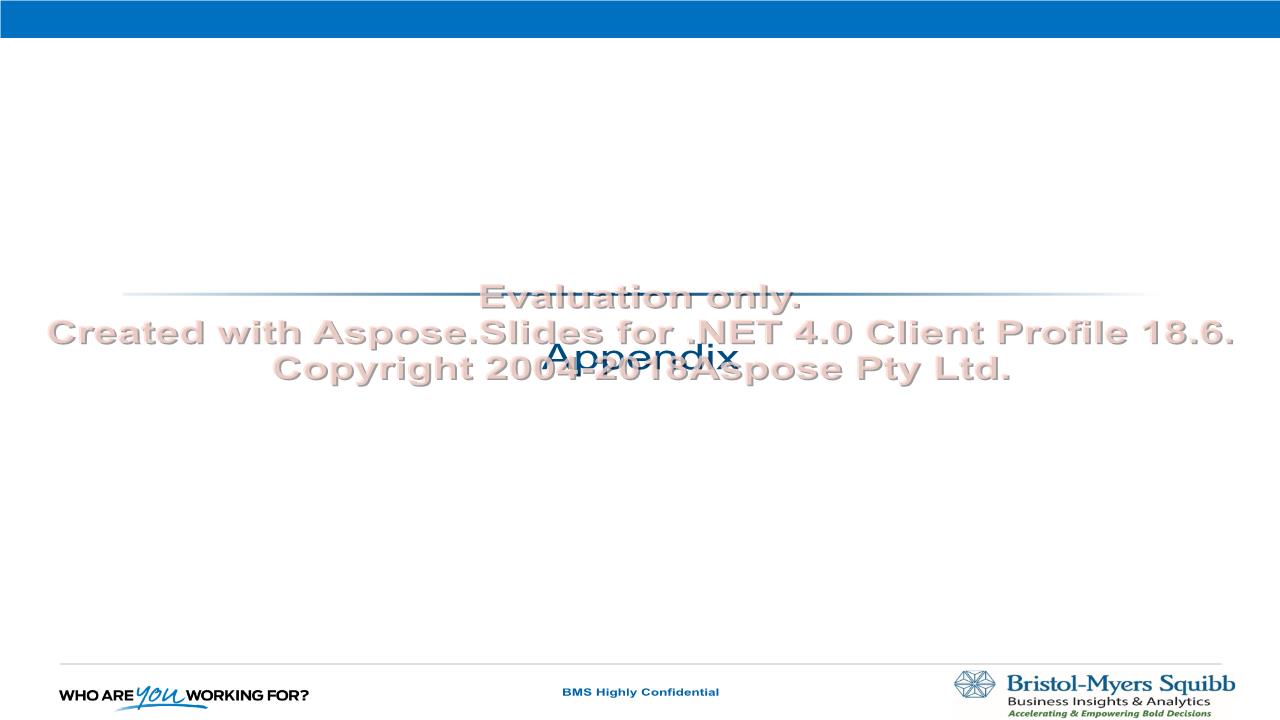 Evaluation only.
Created with Aspose.Slides for .NET 4.0 Client Profile 18.6.
Appendix
Copyright 2004-2018Aspose Pty Ltd.
WHO ARE you WORKING FOR?
BMS Highly Confidential
Bristol-Myers Squibb
Business Insights & Analytics
Accelerating & Empowering Bold Decisions